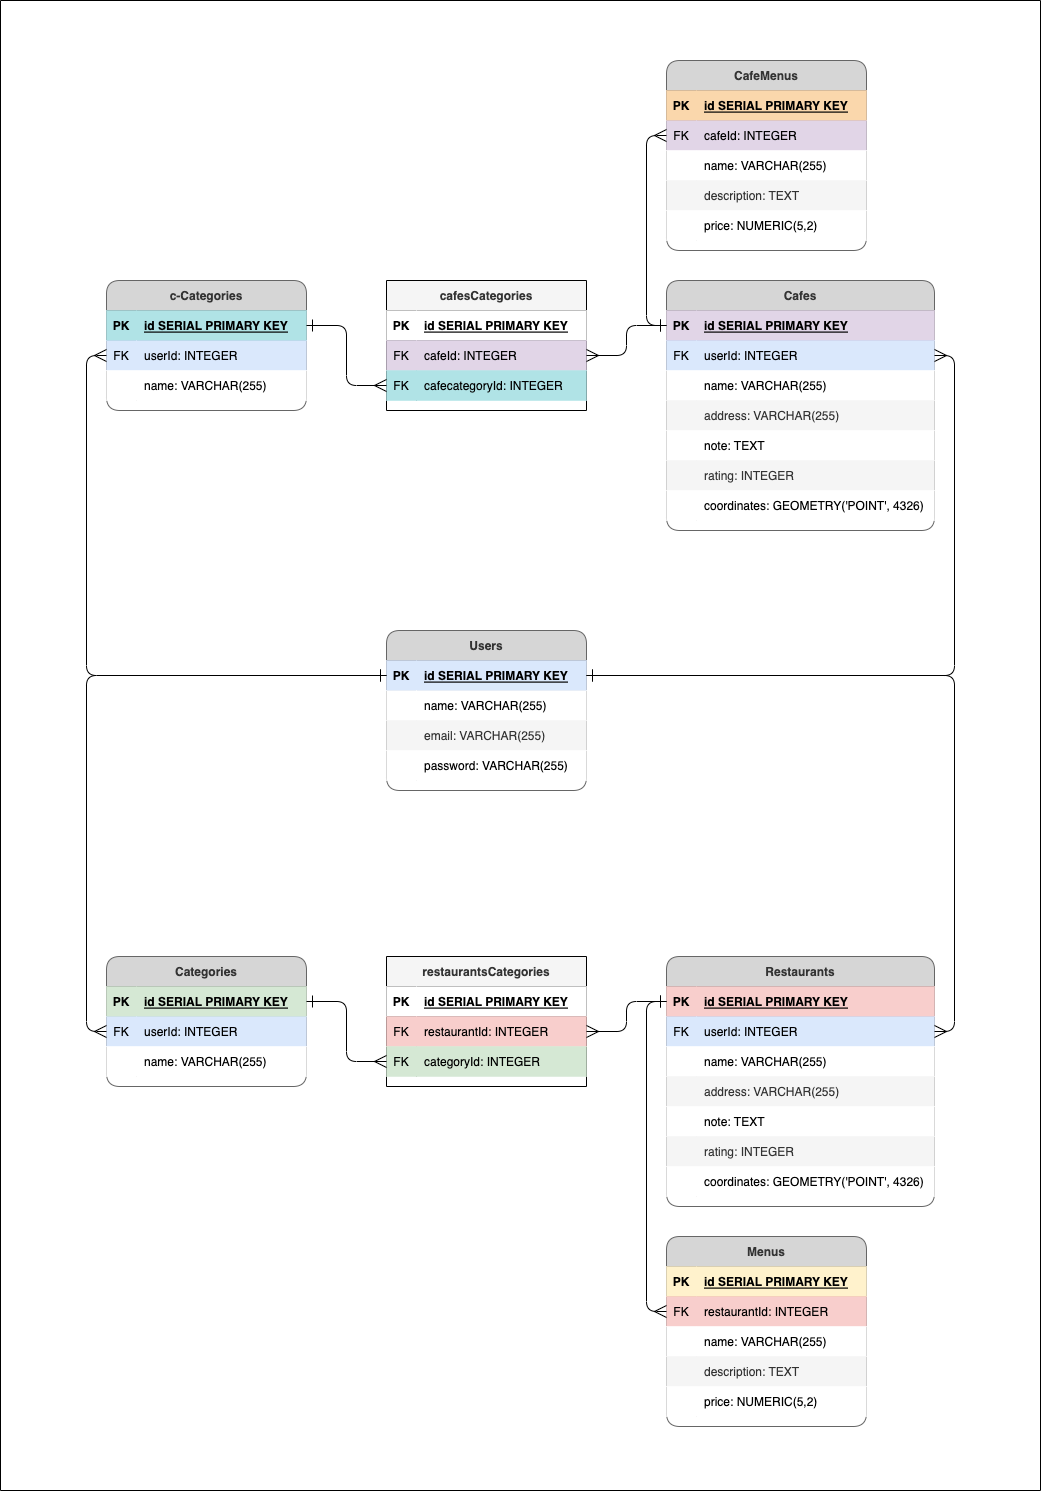 CafeMenus
PK id SERIAL PRIMARY KEY
FK cafeId: INTEGER
name: VARCHAR(255)
description: TEXT
price: NUMERIC(5,2)
c-Categories
PK id SERIAL PRIMARY KEY
FK userId: INTEGER
name: VARCHAR(255)
cafesCategories
PK id SERIAL PRIMARY KEY
FK cafeId: INTEGER
FK cafecategoryId: INTEGER
Cafes
PK id SERIAL PRIMARY KEY
FK userId: INTEGER
name: VARCHAR(255)
address: VARCHAR(255)
note: TEXT
rating: INTEGER
coordinates: GEOMETRY('POINT', 4326)
Users
PK id SERIAL PRIMARY KEY
name: VARCHAR(255)
email: VARCHAR(255)
password: VARCHAR(255)
Categories
PK id SERIAL PRIMARY KEY
FK userId: INTEGER
name: VARCHAR(255)
restaurantsCategories
PK id SERIAL PRIMARY KEY
FK restaurantId: INTEGER
FK categoryId: INTEGER
Restaurants
PK id SERIAL PRIMARY KEY
FK userId: INTEGER
name: VARCHAR(255)
address: VARCHAR(255)
note: TEXT
rating: INTEGER
coordinates: GEOMETRY('POINT', 4326)
Menus
PK id SERIAL PRIMARY KEY
FK restaurantId: INTEGER
name: VARCHAR(255)
description: TEXT
price: NUMERIC(5,2)